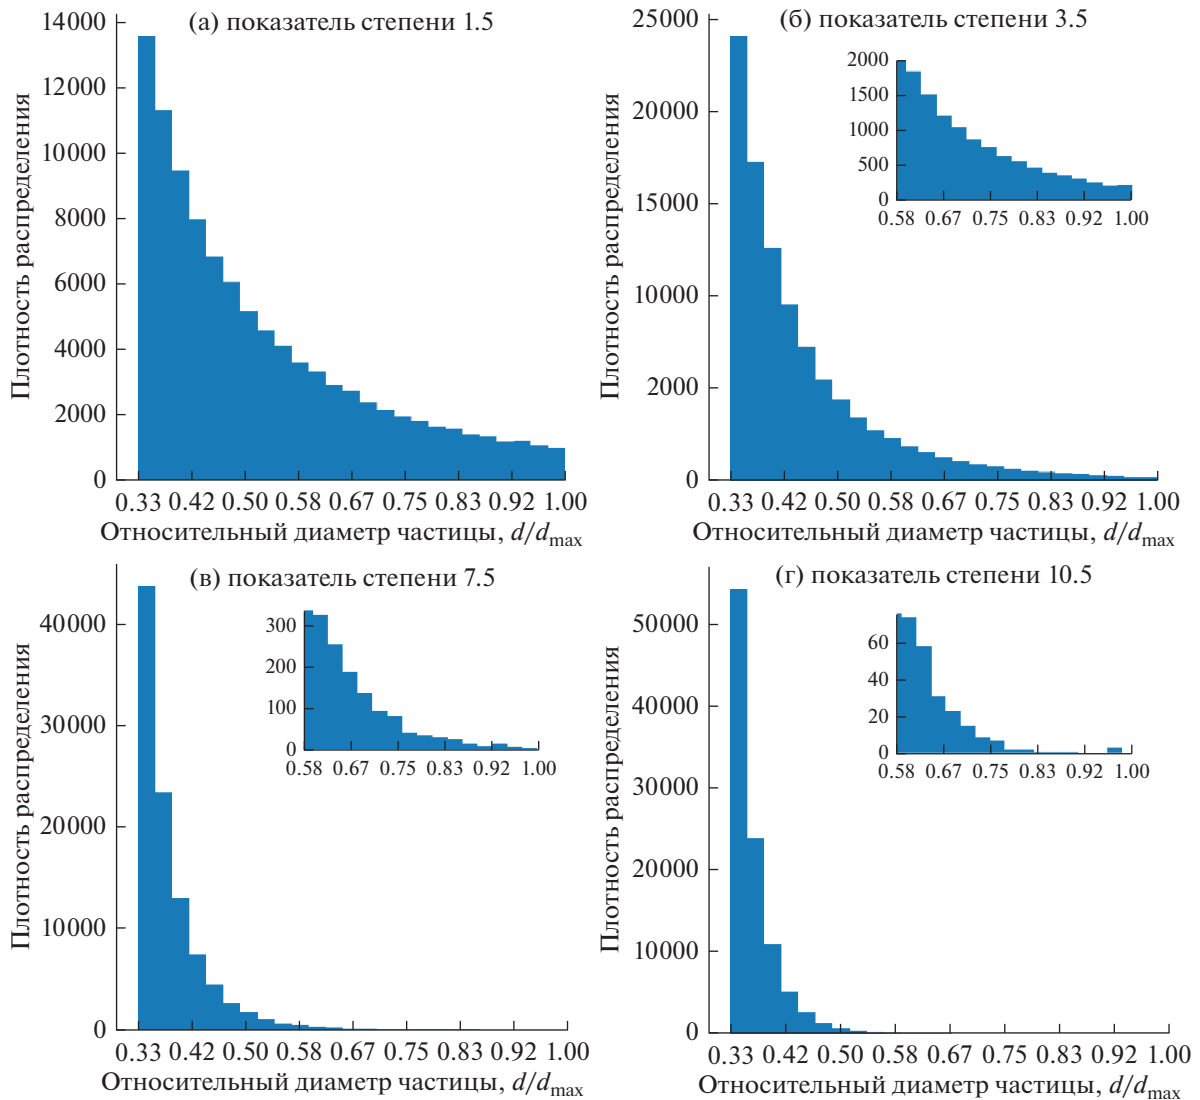 (а) показатель степени 1.5
14000
12000
10000
8000
6000
4000
2000
0
Плотность распределения
0.33 0.42 0.50 0.58 0.67 0.75 0.83 0.92 1.00
Относительный диаметр частицы, d/dmax
(б) показатель степени 3.5
25000
20000
15000
10000
2000
0
Плотность распределения
2000
1500
1000
500
0
0.58 0.67 0.75 0.83 0.92 1.00
0.33 0.42 0.50 0.58 0.67 0.75 0.83 0.92 1.00
Относительный диаметр частицы, d/dmax
(в) показатель степени 7.5
40000
30000
20000
10000
0
Плотность распределения
300
200
100
0
0.58 0.67 0.75 0.83 0.92 1.00
0.33 0.42 0.50 0.58 0.67 0.75 0.83 0.92 1.00
Относительный диаметр частицы, d/dmax
(г) показатель степени 10.5
50000
40000
30000
20000
10000
0
Плотность распределения
60
40
20
0
0.58 0.67 0.75 0.83 0.92 1.00
0.33 0.42 0.50 0.58 0.67 0.75 0.83 0.92 1.00
Относительный диаметр частицы, d/dmax